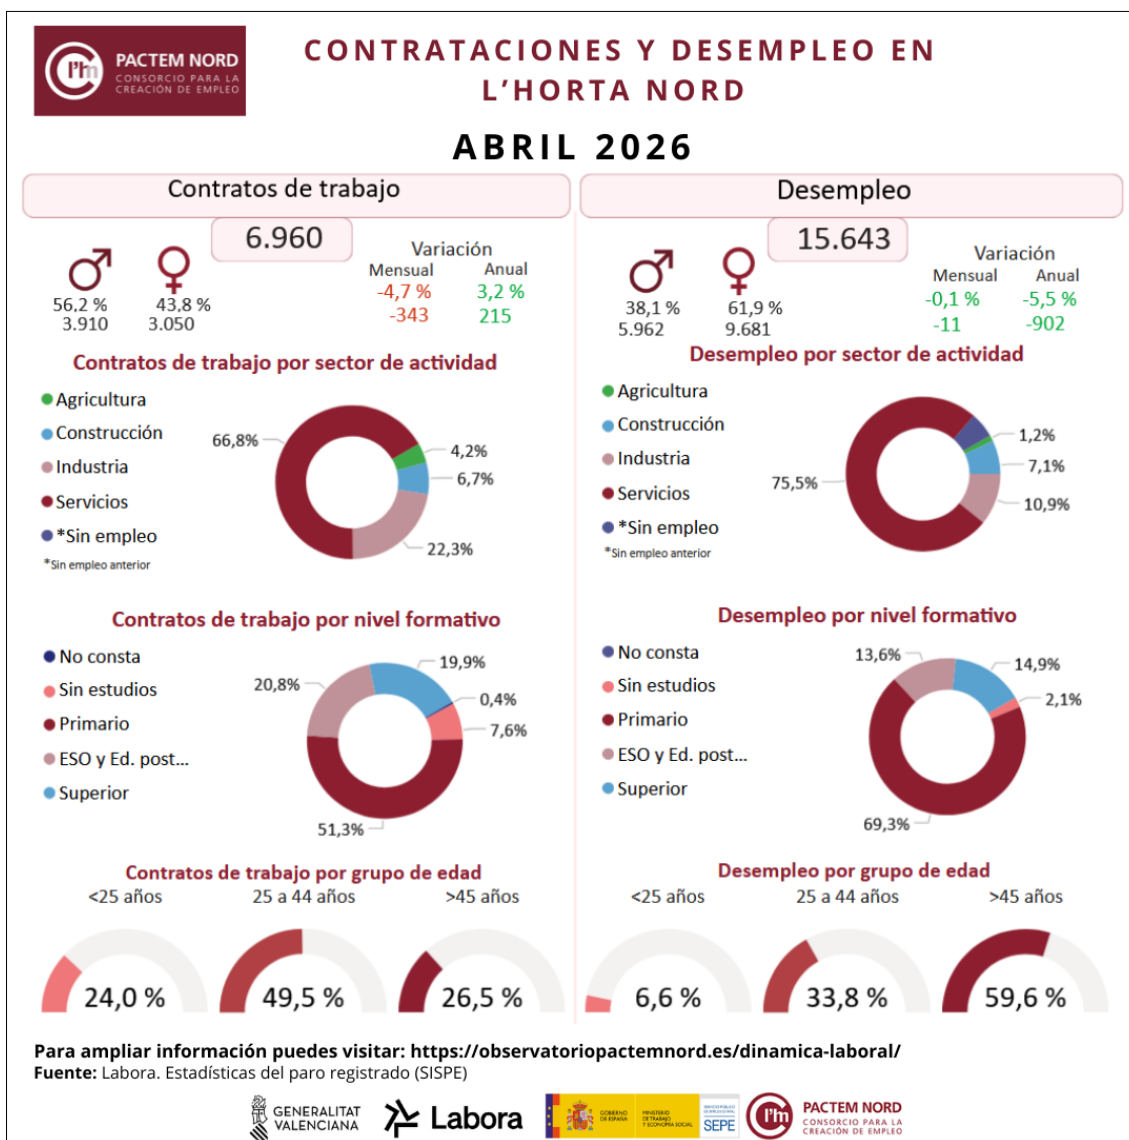 PACTEM NORD
CONSORCIO PARA LA
CREACIÓN DE EMPLEO
CONTRATACIONES Y DESEMPLEO EN
L'HORTA NORD
ABRIL 2026
Contratos de trabajo
6.960
56,2 %
3.910
43,8 %
3.050
Variación
Mensual Anual
-4,7 % 3,2 %
-343 215
Contratos de trabajo por sector de actividad
Agricultura
Construcción
Industria
Servicios
*Sin empleo
*Sin empleo anterior
66,8%
4,2%
6,7%
22,3%
Contratos de trabajo por nivel formativo
No consta
Sin estudios
Primario
ESO y Ed. post...
Superior
20,8%
19,9%
0,4%
7,6%
51,3%
Contratos de trabajo por grupo de edad
<25 años 25 a 44 años >45 años
24,0 % 49,5 % 26,5 %
Desempleo
15.643
38,1 %
5.962
61,9 %
9.681
Variación
Mensual Anual
-0,1 % -5,5 %
-11 -902
Desempleo por sector de actividad
Agricultura
Construcción
Industria
Servicios
*Sin empleo
*Sin empleo anterior
75,5%
1,2%
7,1%
10,9%
Desempleo por nivel formativo
No consta
Sin estudios
Primario
ESO y Ed. post...
Superior
13,6%
14,9%
2,1%
69,3%
Desempleo por grupo de edad
<25 años 25 a 44 años >45 años
6,6 % 33,8 % 59,6 %
Para ampliar información puedes visitar: https://observatoriopactemnord.es/dinamica-laboral/
Fuente: Labora. Estadísticas del paro registrado (SISPE)
GENERALITAT
VALENCIANA
Labora
GOBIERNO
DE ESPAÑA
MINISTERIO
DE TRABAJO
Y ECONOMÍA SOCIAL
SEPE
PACTEM NORD
CONSORCIO PARA LA
CREACIÓN DE EMPLEO